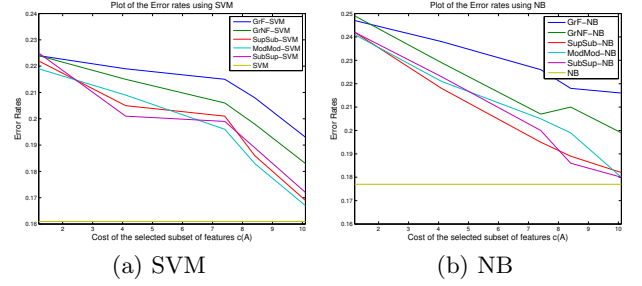 Plot of the Error rates using SVM
0.23
0.22
0.21
0.2
0.19
0.18
0.17
0.16
Error Rates
GrF-SVM
GrNF-SVM
SupSub-SVM
ModMod-SVM
SubSup-SVM
SVM
2 3 4 5 6 7 8 9 10
Cost of the selected subset of features c(A)
(a) SVM
Plot of the Error rates using NB
0.25
0.24
0.23
0.22
0.21
0.2
0.19
0.18
0.17
0.16
Error Rates
GrF-NB
GrNF-NB
SupSub-NB
ModMod-NB
SubSup-NB
NB
2 3 4 5 6 7 8 9 10
Cost of the selected subset of features c(A)
(b) NB